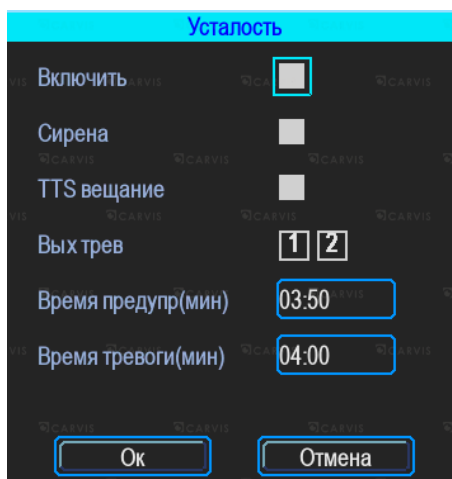 Усталость
Включить
Сирена
TTS вещание
Вых трев 1 2
Время предупр(мин) 03:50
Время тревоги(мин) 04:00
Ок Отмена
CARVIS